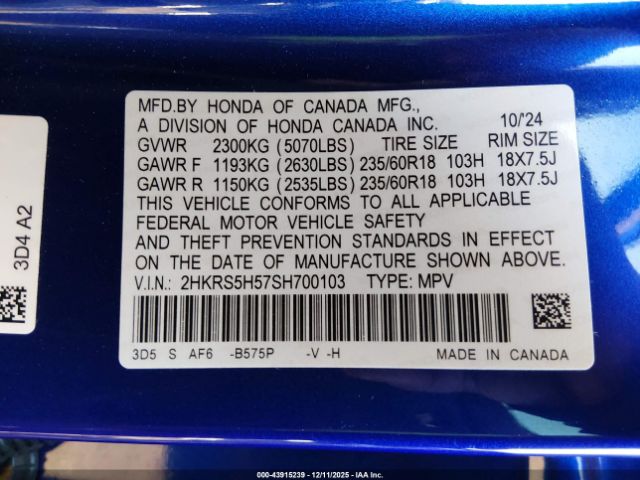 MFD.BY HONDA OF CANADA MFG.,
A DIVISION OF HONDA CANADA INC. 10/'24
GVWR 2300KG (5070LBS) TIRE SIZE RIM SIZE
GAWR F 1193KG (2630LBS) 235/60R18 103H 18X7.5J
GAWR R 1150KG (2535LBS) 235/60R18 103H 18X7.5J
THIS VEHICLE CONFORMS TO ALL APPLICABLE
FEDERAL MOTOR VEHICLE SAFETY
AND THEFT PREVENTION STANDARDS IN EFFECT
ON THE DATE OF MANUFACTURE SHOWN ABOVE.
V.I.N.: 2HKRS5H57SH700103 TYPE: MPV
3D5 S AF6 -B575P -V -H MADE IN CANADA
3D4 A2
000-43915239 - 12/11/2025 - IAA Inc.